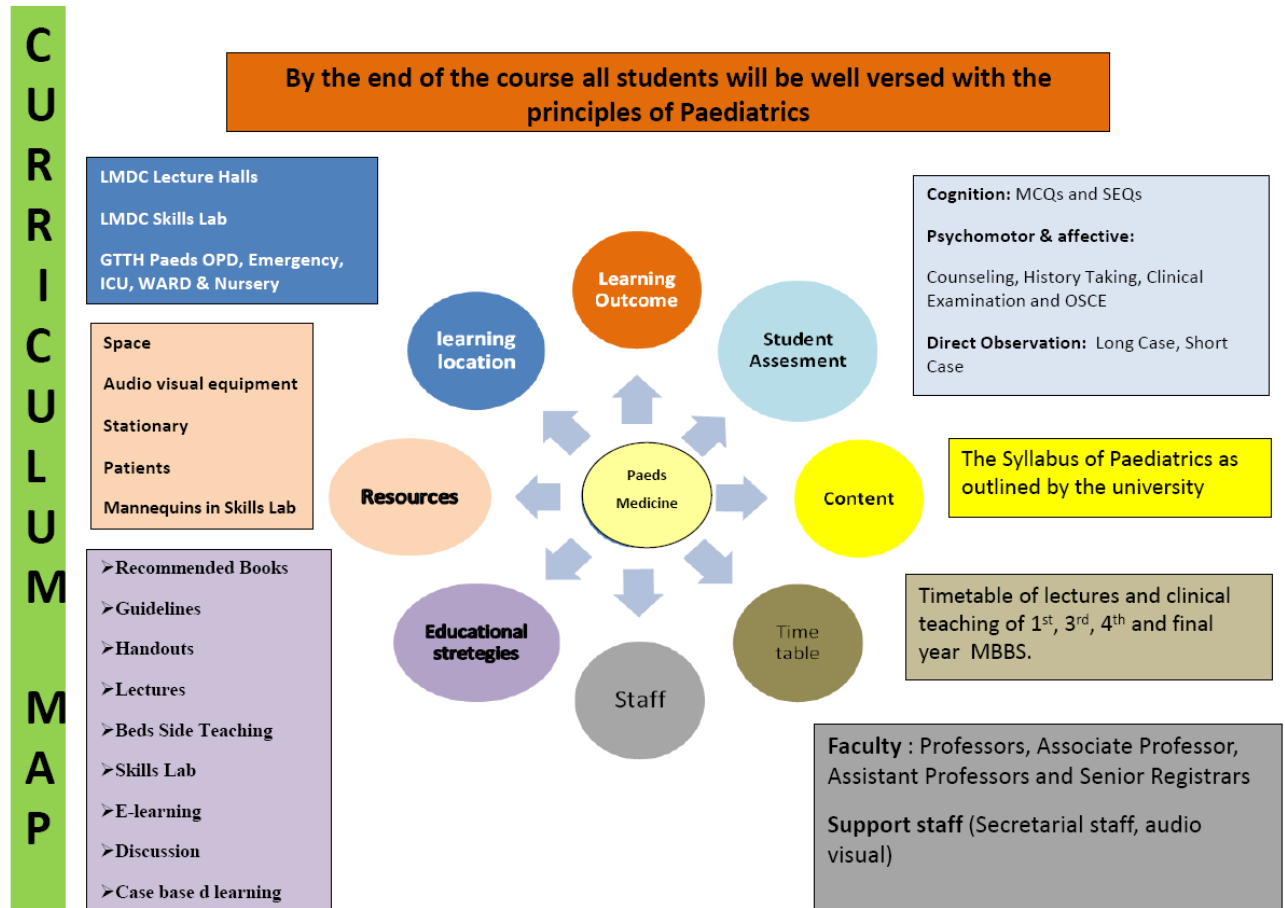 CURRICULUM MAP
By the end of the course all students will be well versed with the
principles of Paediatrics
LMDC Lecture Halls
LMDC Skills Lab
GTTH Paeds OPD, Emergency,
ICU, WARD & Nursery
Space
Audio visual equipment
Stationary
Patients
Mannequins in Skills Lab
➢Recommended Books
➢Guidelines
➢Handouts
➢Lectures
➢Beds Side Teaching
➢Skills Lab
➢E-learning
➢Discussion
➢Case base d learning
Learning
Outcome
learning
location
Student
Assesment
Resources
Paeds
Medicine
Content
Educational
stretegies
Time
table
Staff
Cognition: MCQs and SEQs
Psychomotor & affective:
Counseling, History Taking, Clinical
Examination and OSCE
Direct Observation: Long Case, Short
Case
The Syllabus of Paediatrics as
outlined by the university
Timetable of lectures and clinical
teaching of 1st, 3rd, 4th and final
year MBBS.
Faculty : Professors, Associate Professor,
Assistant Professors and Senior Registrars
Support staff (Secretarial staff, audio
visual)